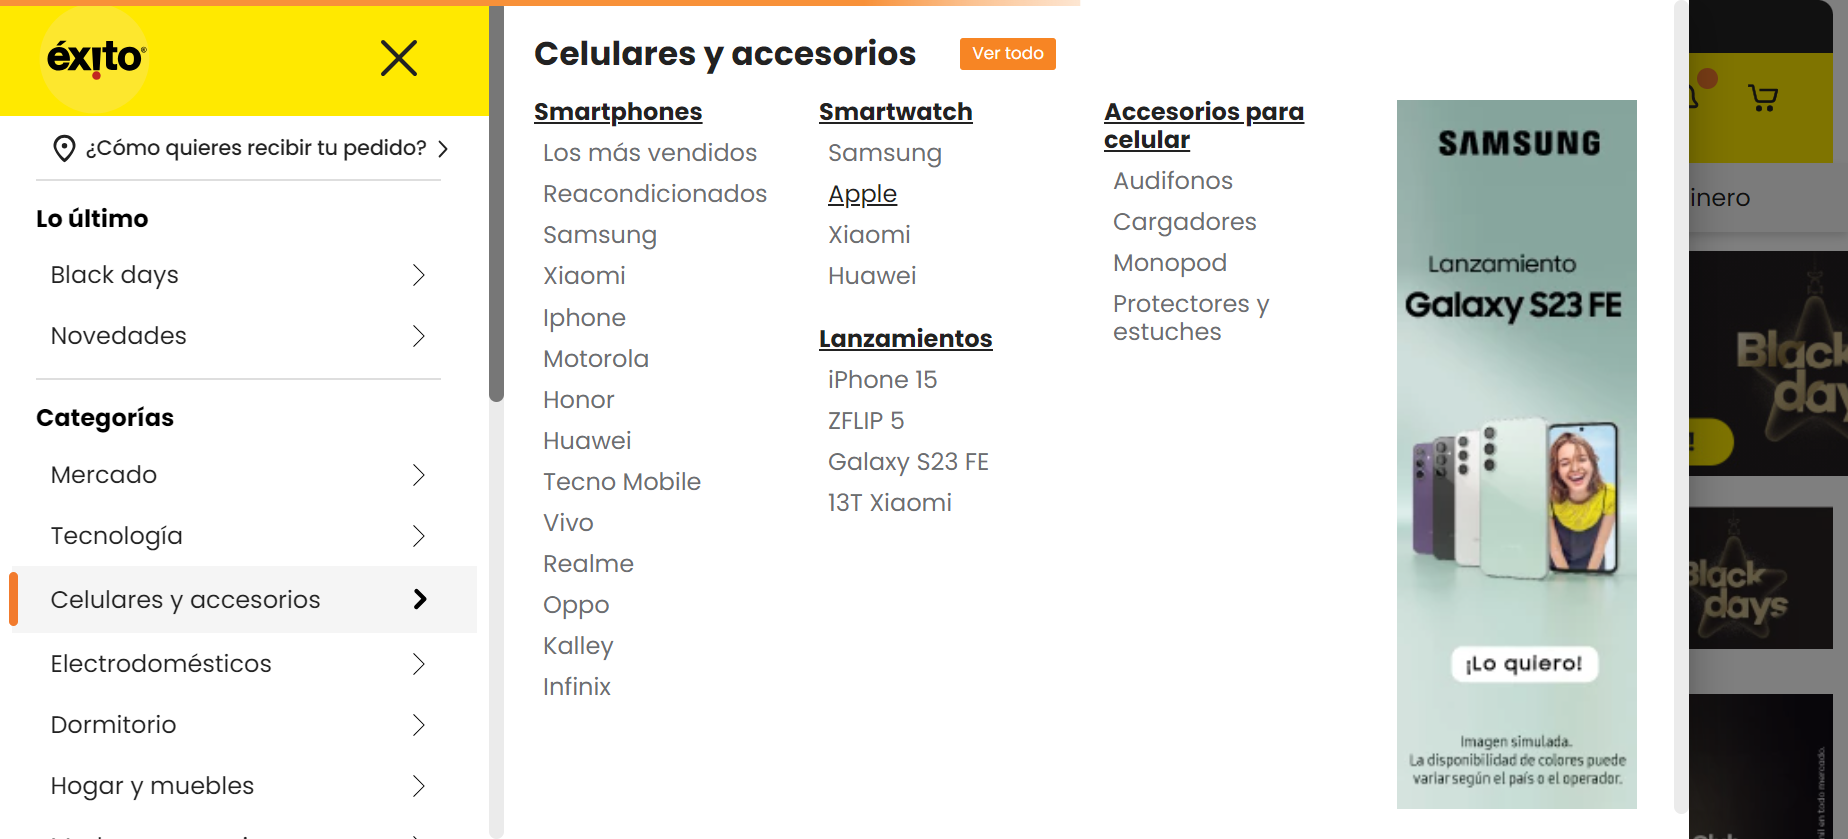 éxito
¿Cómo quieres recibir tu pedido?
Lo último
Black days
Novedades
Categorías
Mercado
Tecnología
Celulares y accesorios
Electrodomésticos
Dormitorio
Hogar y muebles
Celulares y accesorios
Ver todo
Smartphones
Los más vendidos
Reacondicionados
Samsung
Xiaomi
Iphone
Motorola
Honor
Huawei
Tecno Mobile
Vivo
Realme
Oppo
Kalley
Infinix
Smartwatch
Samsung
Apple
Xiaomi
Huawei
Lanzamientos
iPhone 15
ZFLIP 5
Galaxy S23 FE
13T Xiaomi
Accesorios para
celular
Audifonos
Cargadores
Monopod
Protectores y
estuches
SAMSUNG
Lanzamiento
Galaxy S23 FE
¡Lo quiero!
Imagen simulada.
La disponibilidad de colores puede
variar según el país o el operador.
inero
Black
day
Black
days